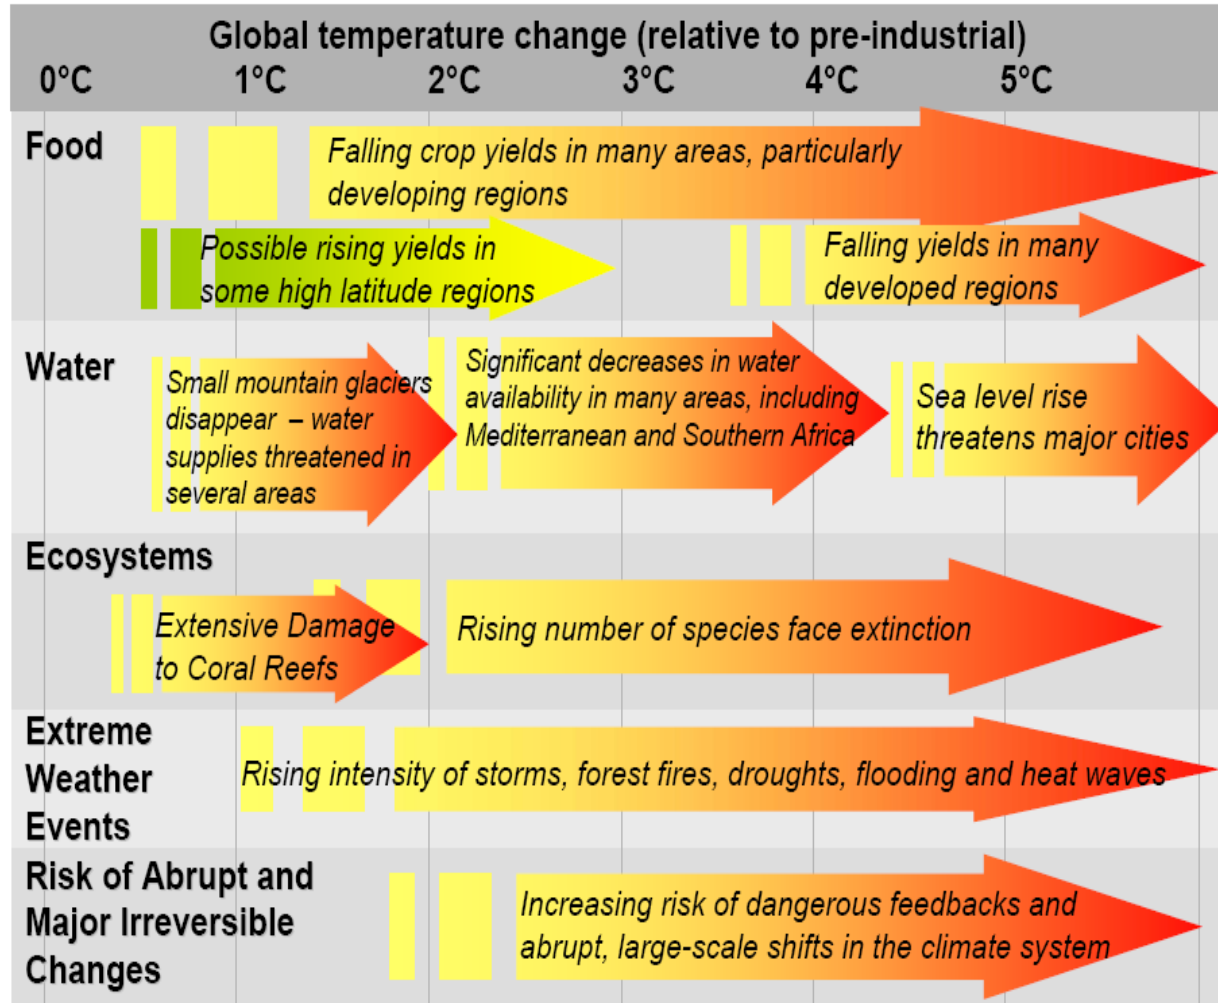 Global temperature change (relative to pre-industrial)
0°C 1°C 2°C 3°C 4°C 5°C
Food
Falling crop yields in many areas, particularly
developing regions
Possible rising yields in
some high latitude regions
Falling yields in many
developed regions
Water
Small mountain glaciers
disappear – water
supplies threatened in
several areas
Significant decreases in water
availability in many areas, including
Mediterranean and Southern Africa
Sea level rise
threatens major cities
Ecosystems
Extensive Damage
to Coral Reefs
Rising number of species face extinction
Extreme
Weather
Events
Rising intensity of storms, forest fires, droughts, flooding and heat waves
Risk of Abrupt and
Major Irreversible
Changes
Increasing risk of dangerous feedbacks and
abrupt, large-scale shifts in the climate system